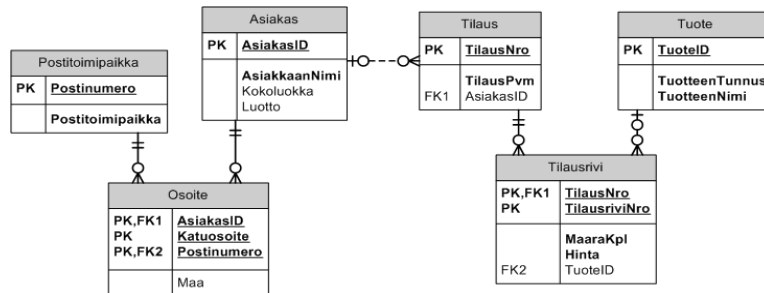 Postitoimipaikka
PK Postinumero
Postitoimipaikka
Asiakas
PK AsiakasID
AsiakkaanNimi
Kokoluokka
Luotto
Tilaus
PK TilausNro
TilausPvm
FK1 AsiakasID
Tuote
PK TuoteID
TuotteenTunnus
TuotteenNimi
Osoite
PK,FK1 AsiakasID
PK Katuosoite
PK,FK2 Postinumero
Maa
Tilausrivi
PK,FK1 TilausNro
PK TilausriviNro
MaaraKpl
Hinta
FK2 TuoteID